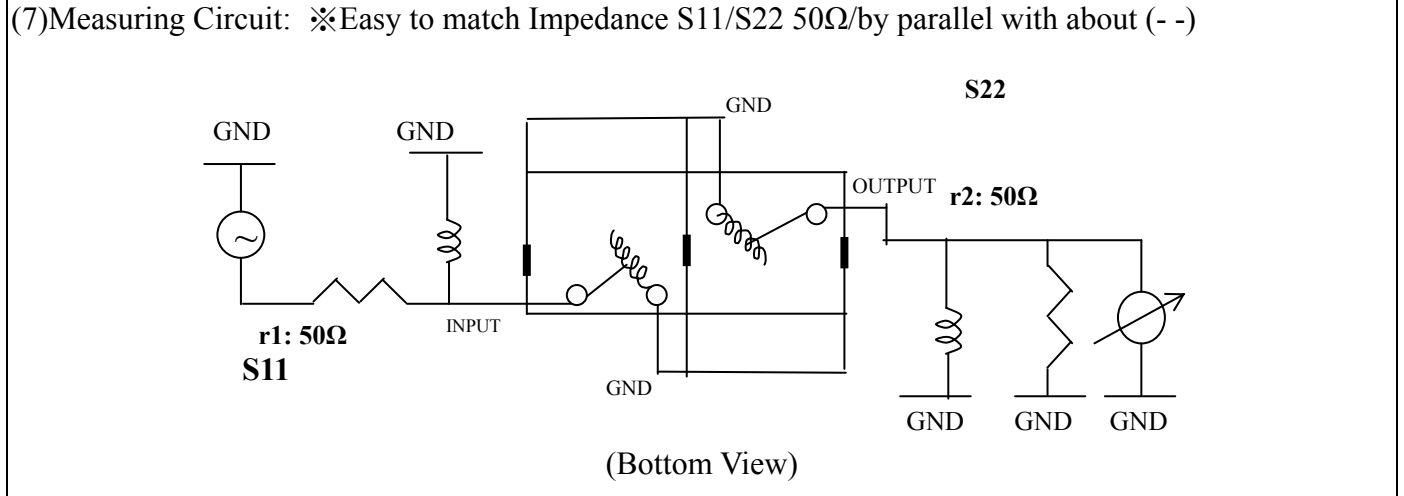 (7)Measuring Circuit: ※Easy to match Impedance S11/S22 50Ω/by parallel with about (- -)
S22
GND
GND
GND
OUTPUT
r2: 50Ω
~
INPUT
r1: 50Ω
S11
GND
GND
GND
GND
(Bottom View)